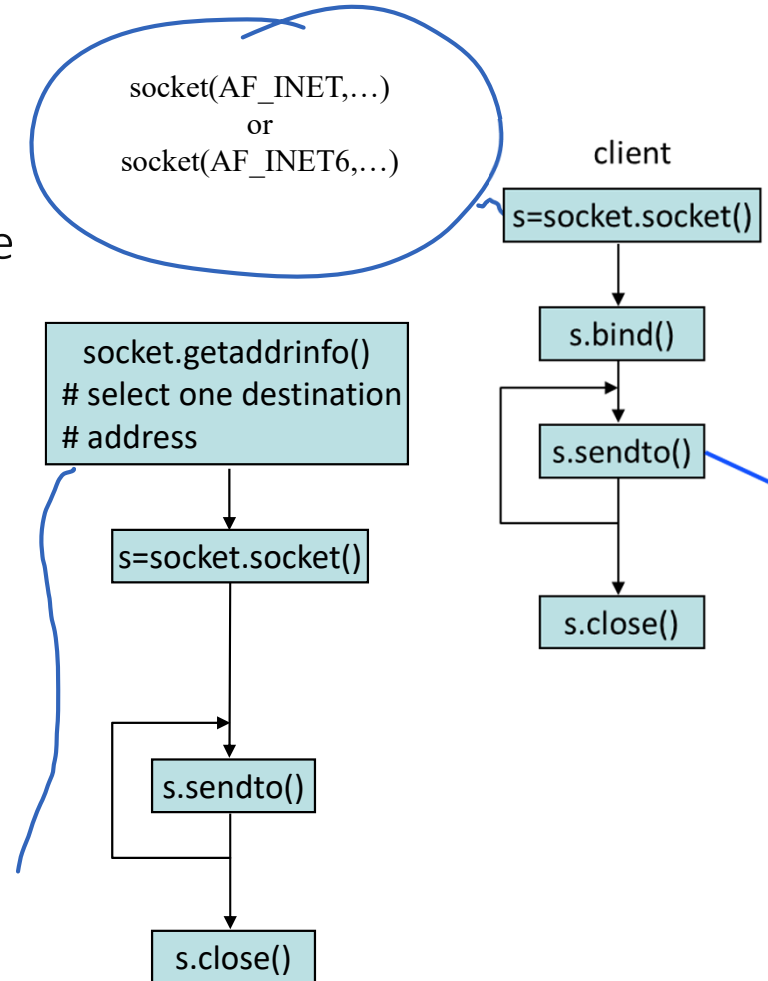 socket(AF_INET,…)
or
socket(AF_INET6,…)
client
s=socket.socket()
s.bind()
s.sendto()
s.close()
e
socket.getaddrinfo()
# select one destination
# address
s=socket.socket()
s.sendto()
s.close()